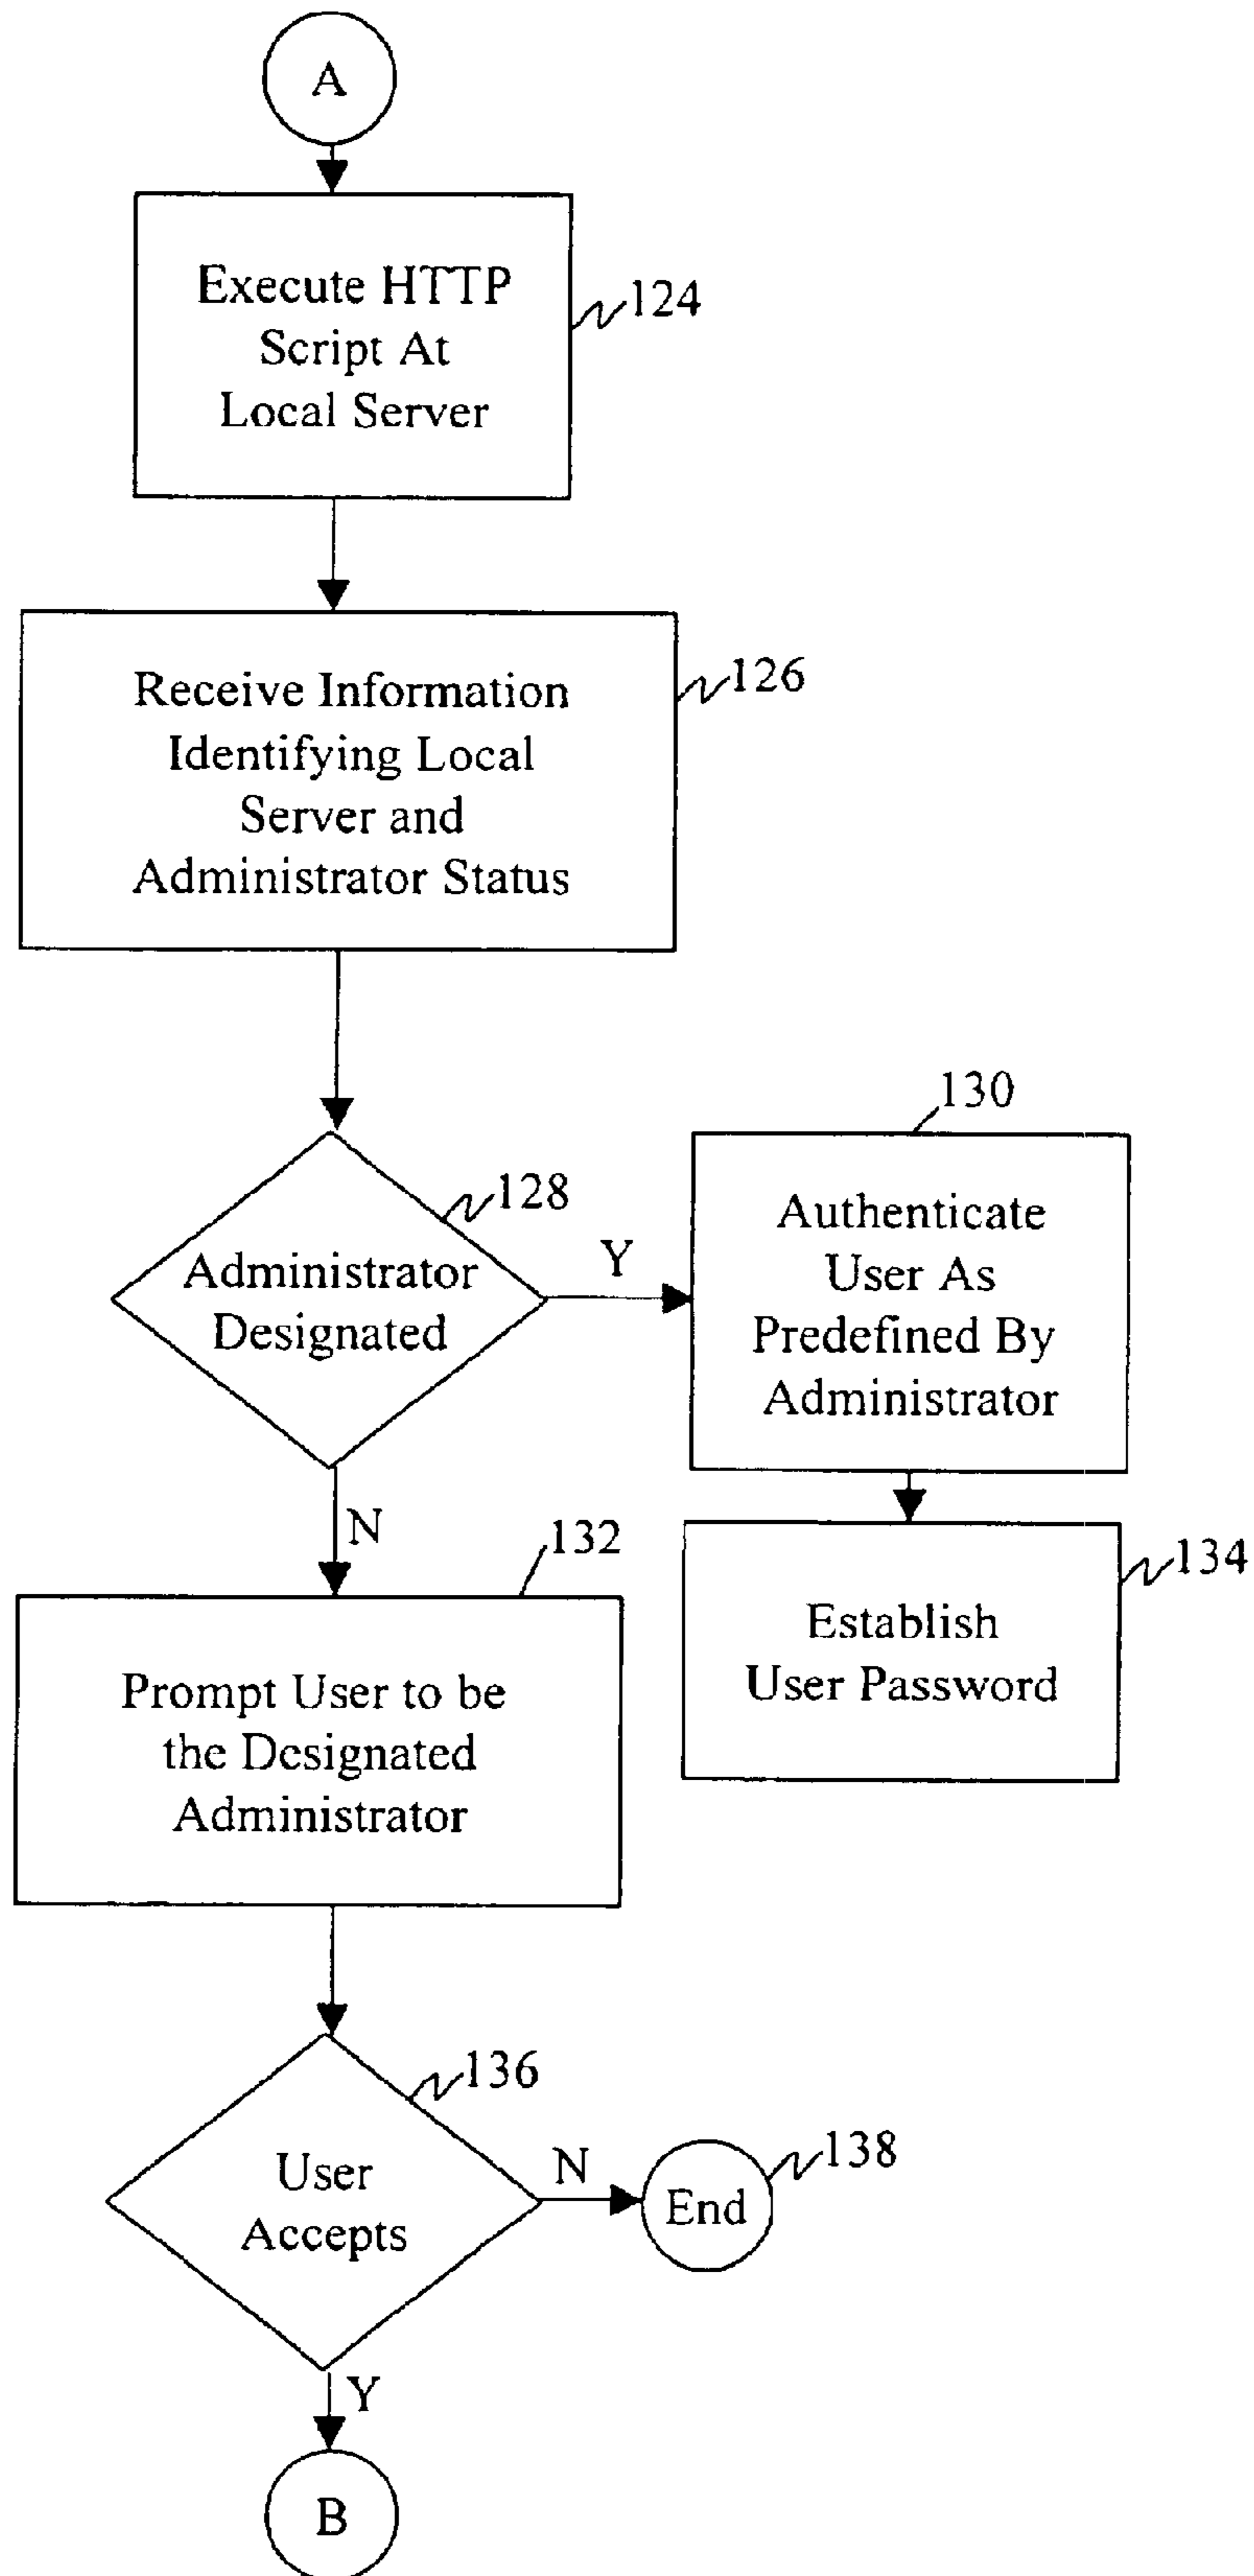 A
Execute HTTP
Script At
Local Server
124
Receive Information
Identifying Local
Server and
Administrator Status
126
128
Administrator
Designated
Y
130
Authenticate
User As
Predefined By
Administrator
N
132
134
Establish
User Password
Prompt User to be
the Designated
Administrator
136
User
Accepts
N
End
138
Y
B